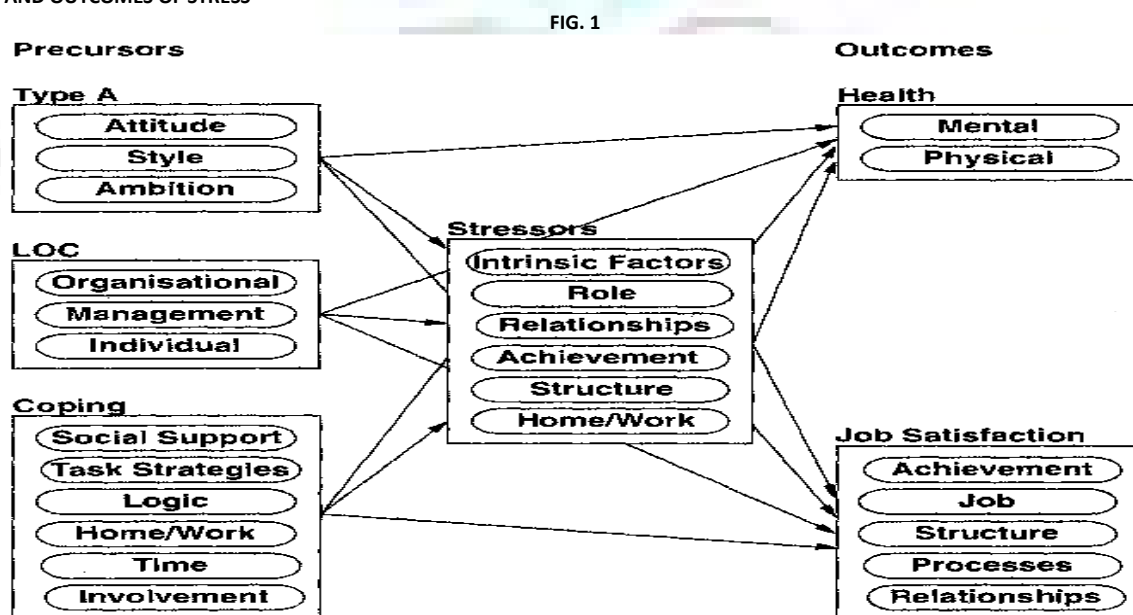 AND OUTCOMES OF STRESS
FIG. 1
Precursors
Outcomes
Type A
Attitude
Style
Ambition
LOC
Organisational
Management
Individual
Coping
Social Support
Task Strategies
Logic
Home/Work
Time
Involvement
Stressors
Intrinsic Factors
Role
Relationships
Achievement
Structure
Home/Work
Health
Mental
Physical
Job Satisfaction
Achievement
Job
Structure
Processes
Relationships